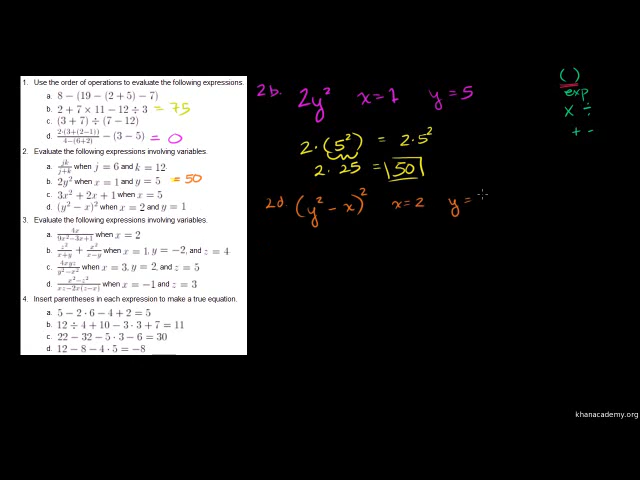 1. Use the order of operations to evaluate the following expressions.
a. 8 − (19 − (2 + 5) − 7)
b. 2 + 7 × 11 − 12 ÷ 3 = 75
c. (3 + 7) ÷ (7 − 12)
d. 2·(3+(2−1))/4−(6+2) − (3 − 5) = 0
2. Evaluate the following expressions involving variables.
a. jk/j+k when j = 6 and k = 12.
b. 2y² when x = 1 and y = 5 = 50
c. 3x² + 2x + 1 when x = 5
d. (y² − x)² when x = 2 and y = 1
3. Evaluate the following expressions involving variables.
a. 4x/9x²−3x+1 when x = 2
b. z²/x+y + x²/x−y when x = 1, y = −2, and z = 4
c. 4xyz/y²−x² when x = 3, y = 2, and z = 5
d. x²−z²/xz−2x(z−x) when x = −1 and z = 3
4. Insert parentheses in each expression to make a true equation.
a. 5 − 2 · 6 − 4 + 2 = 5
b. 12 ÷ 4 + 10 − 3 · 3 + 7 = 11
c. 22 − 32 − 5 · 3 − 6 = 30
d. 12 − 8 − 4 · 5 = −8
2b. 2y² x = 1 y = 5
2 · (5²) = 2 · 5²
2 · 25 = 50
2d. (y² − x)² x = 2 y =
( )
exp
× ÷
+ −
khanacademy.org